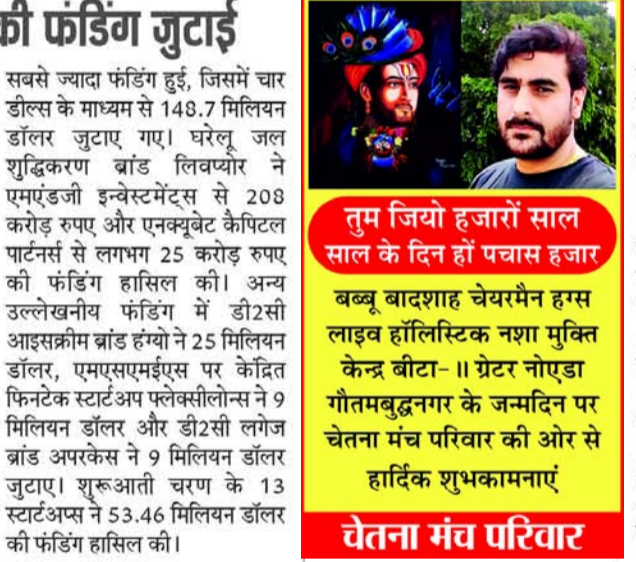 की फंडिंग जुटाई
सबसे ज्यादा फंडिंग हुई, जिसमें चार
डील्स के माध्यम से 148.7 मिलियन
डॉलर जुटाए गए। घरेलू जल
शुद्धिकरण ब्रांड लिवप्योर ने
एमएंडजी इन्वेस्टमेंट्स से 208
करोड़ रुपए और एनक्यूबेट कैपिटल
पार्टनर्स से लगभग 25 करोड़ रुपए
की फंडिंग हासिल की। अन्य
उल्लेखनीय फंडिंग में डी2सी
आइसक्रीम ब्रांड हंग्यो ने 25 मिलियन
डॉलर, एमएसएमईएस पर केंद्रित
फिनटेक स्टार्टअप फ्लेक्सीलोन्स ने 9
मिलियन डॉलर और डी2सी लगेज
ब्रांड अपरकेस ने 9 मिलियन डॉलर
जुटाए। शुरूआती चरण के 13
स्टार्टअप्स ने 53.46 मिलियन डॉलर
की फंडिंग हासिल की।
तुम जियो हजारों साल
साल के दिन हों पचास हजार
बब्बू बादशाह चेयरमैन हग्स
लाइव हॉलिस्टिक नशा मुक्ति
केन्द्र बीटा-॥ ग्रेटर नोएडा
गौतमबुद्धनगर के जन्मदिन पर
चेतना मंच परिवार की ओर से
हार्दिक शुभकामनाएं
चेतना मंच परिवार